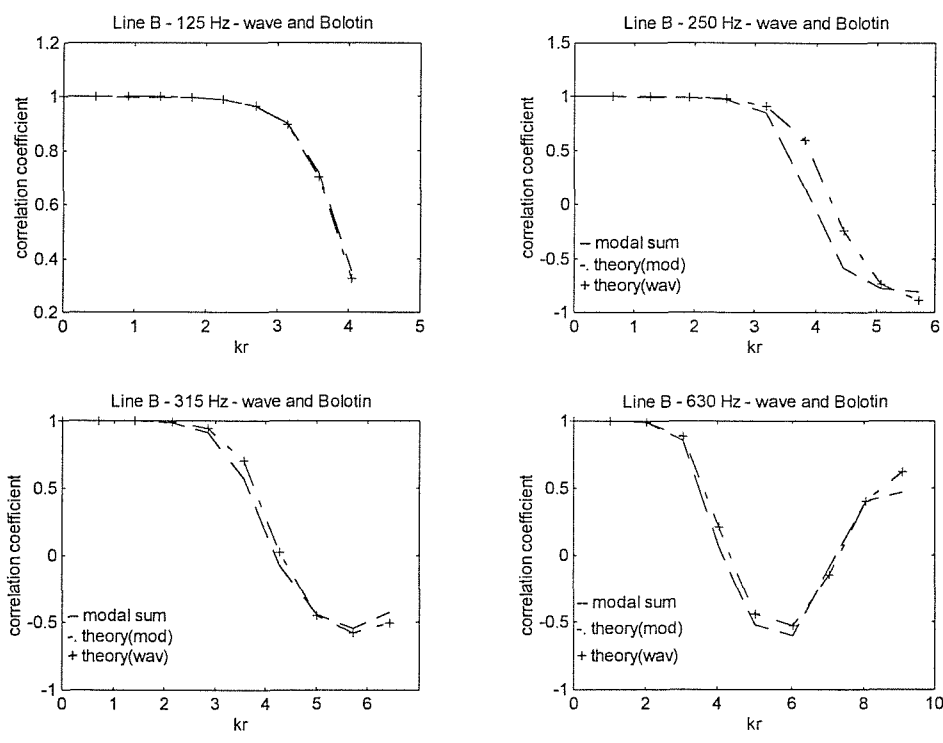 Line B - 125 Hz - wave and Bolotin
1.2
1
0.8
0.6
0.4
0.2
correlation coefficient
0 1 2 3 4 5
kr
Line B - 250 Hz - wave and Bolotin
1.5
1
0.5
0
-0.5
-1
correlation coefficient
— modal sum
-. theory(mod)
+ theory(wav)
0 1 2 3 4 5 6
kr
Line B - 315 Hz - wave and Bolotin
1
0.5
0
-0.5
-1
correlation coefficient
— modal sum
-. theory(mod)
+ theory(wav)
0 1 2 3 4 5 6 7
kr
Line B - 630 Hz - wave and Bolotin
1
0.5
0
-0.5
-1
correlation coefficient
— modal sum
-. theory(mod)
+ theory(wav)
0 2 4 6 8 10
kr